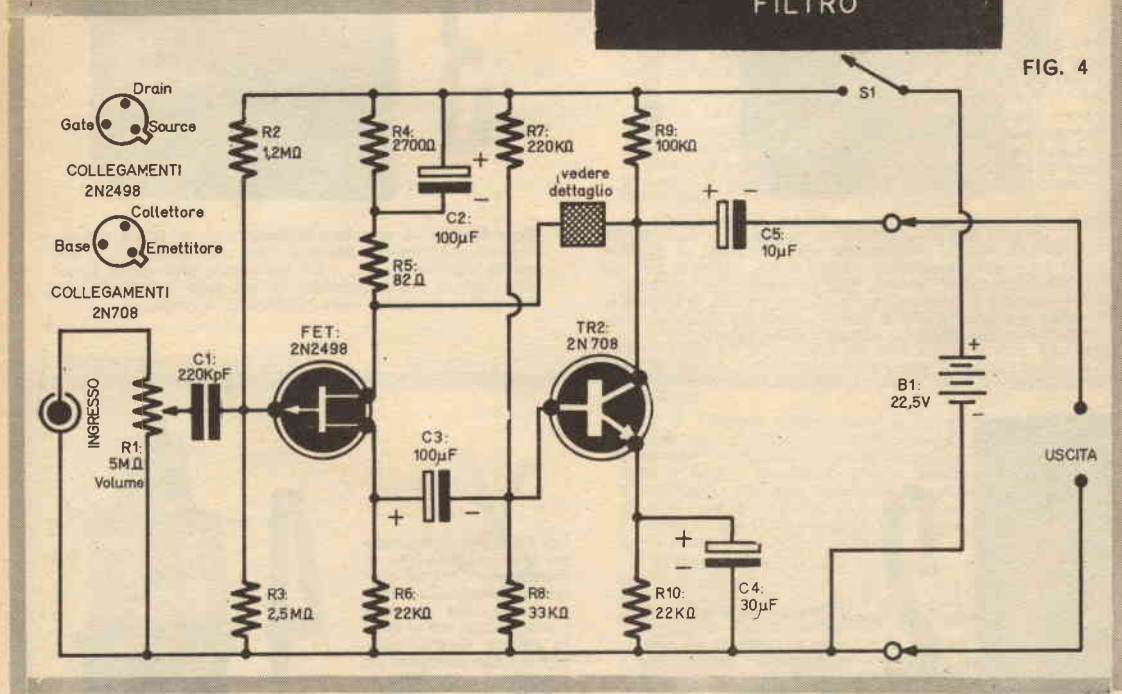 FILTRO
FIG. 4
Drain
Gate
Source
COLLEGAMENTI
2N2498
Collettore
Base
Emettitore
COLLEGAMENTI
2N708
R2
1,2MΩ
R4:
2700Ω
+
-
C2:
100µF
R7:
220KΩ
R9:
100KΩ
S1
(vedere
dettaglio
+ -
C5:
10µF
R5:
82Ω
FET:
2N2498
TR2:
2N 708
INGRESSO
R1:
5MΩ
Volume
C1:
220KpF
C3:
100µF
+ -
+
B1:
22,5V
-
USCITA
R3:
2,5MΩ
R6:
22KΩ
R8:
33KΩ
R10:
22KΩ
+
-
C4:
30µF